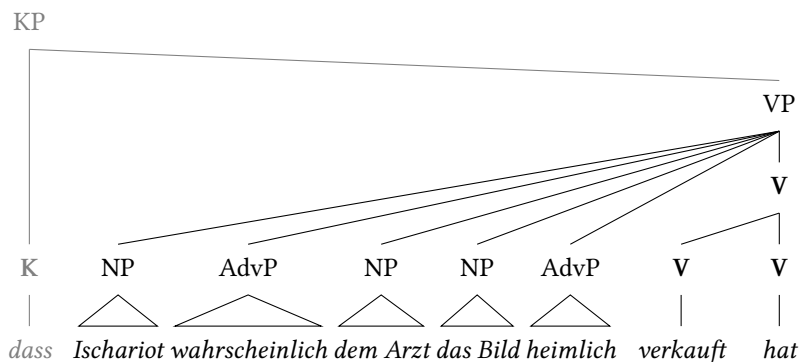 KP
VP
V
K NP AdvP NP NP AdvP V V
dass Ischariot wahrscheinlich dem Arzt das Bild heimlich verkauft hat